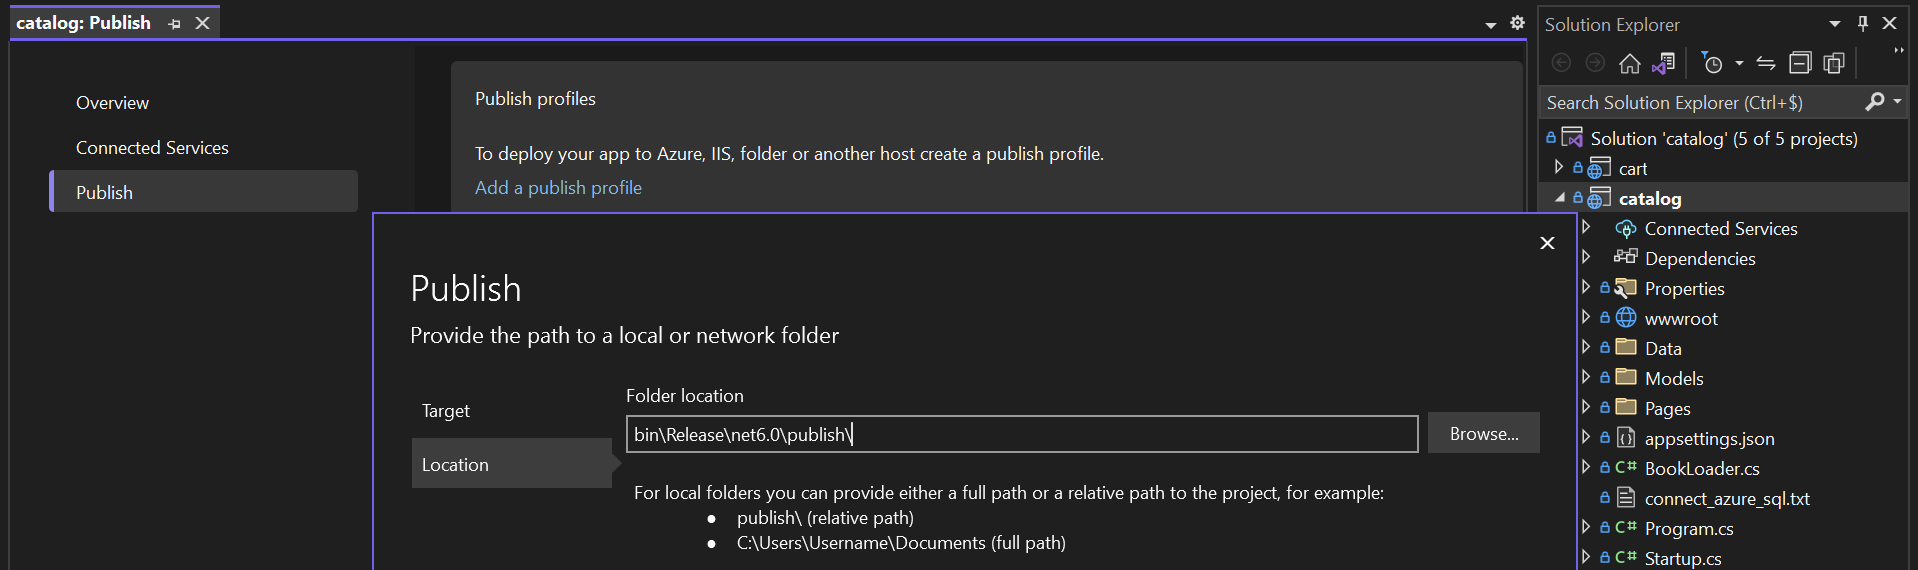 catalog: Publish
Overview
Connected Services
Publish
Publish profiles
To deploy your app to Azure, IIS, folder or another host create a publish profile.
Add a publish profile
Publish
Provide the path to a local or network folder
Target
Location
Folder location
bin\Release\net6.0\publish\
Browse...
For local folders you can provide either a full path or a relative path to the project, for example:
● publish\ (relative path)
● C:\Users\Username\Documents (full path)
Solution Explorer
Search Solution Explorer (Ctrl+$)
Solution 'catalog' (5 of 5 projects)
cart
catalog
Connected Services
Dependencies
Properties
wwwroot
Data
Models
Pages
appsettings.json
C# BookLoader.cs
connect_azure_sql.txt
C# Program.cs
C# Startup.cs